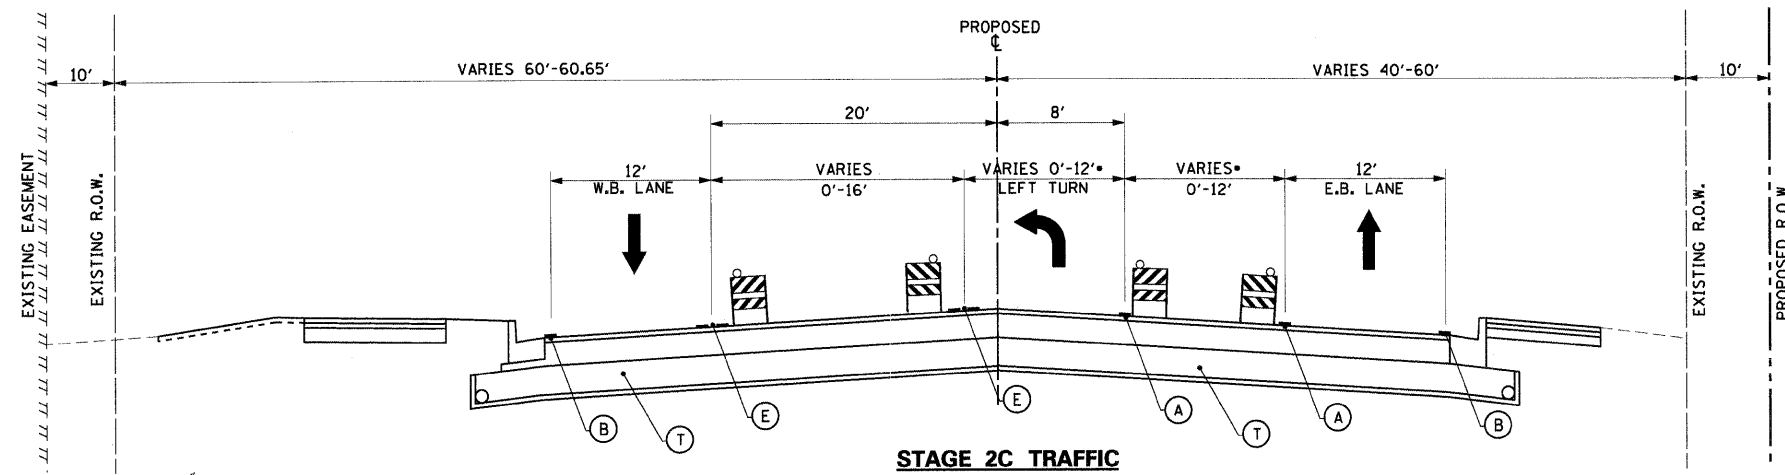 PROPOSED
℄
10'
VARIES 60'-60.65'
VARIES 40'-60'
10'
20'
8'
12'
W.B. LANE
VARIES
0'-16'
VARIES 0'-12'*
LEFT TURN
VARIES*
0'-12'
12'
E.B. LANE
EXISTING EASEMENT
EXISTING R.O.W.
EXISTING R.O.W.
PROPOSED R.O.W.
B
T
E
E
A
T
A
B
STAGE 2C TRAFFIC